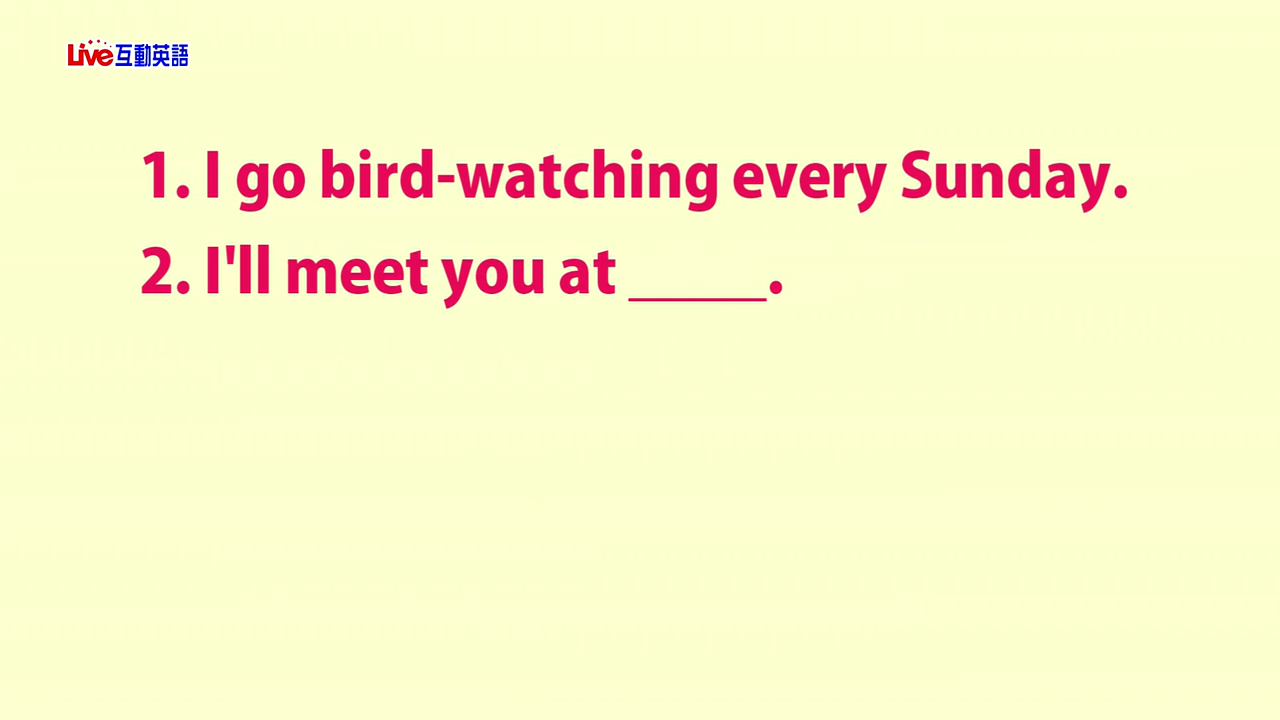 Live互動英語
1. I go bird-watching every Sunday.
2. I'll meet you at ____.